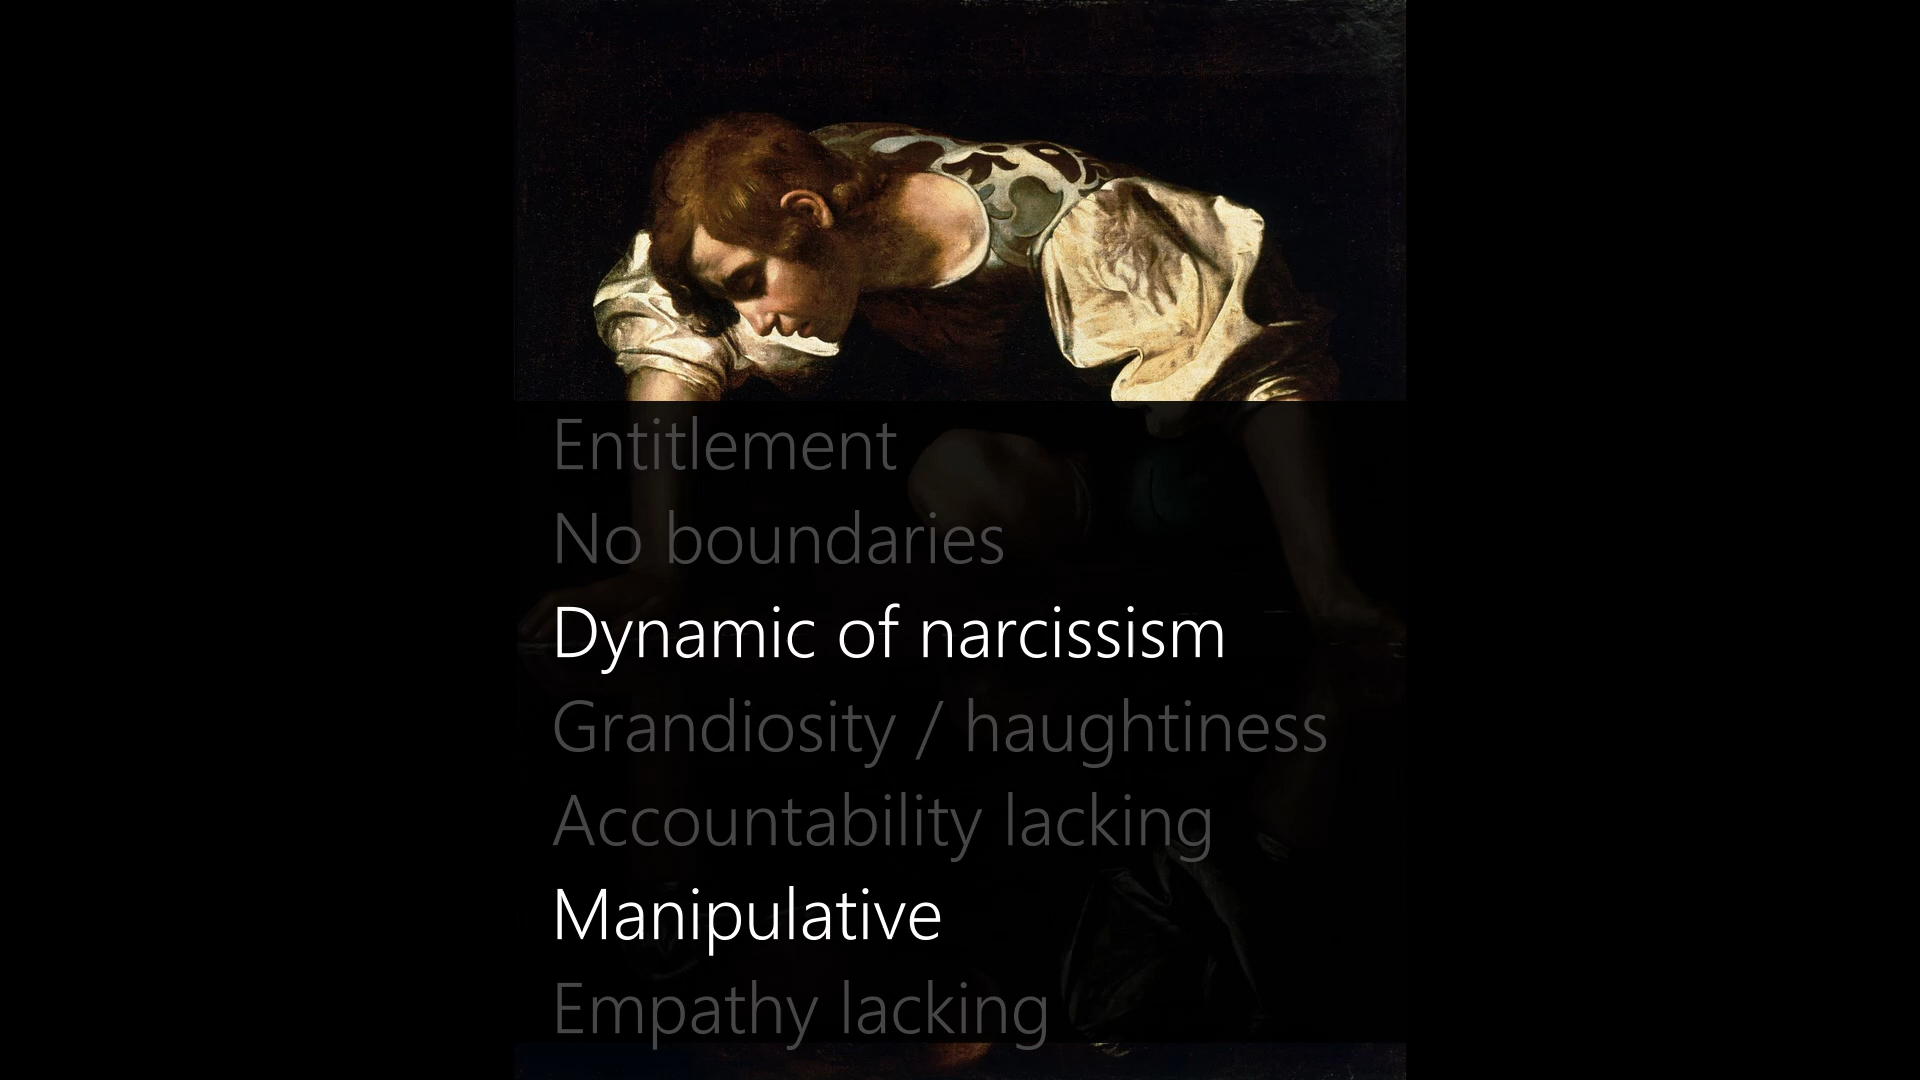 Entitlement
No boundaries
Dynamic of narcissism
Grandiosity / haughtiness
Accountability lacking
Manipulative
Empathy lacking